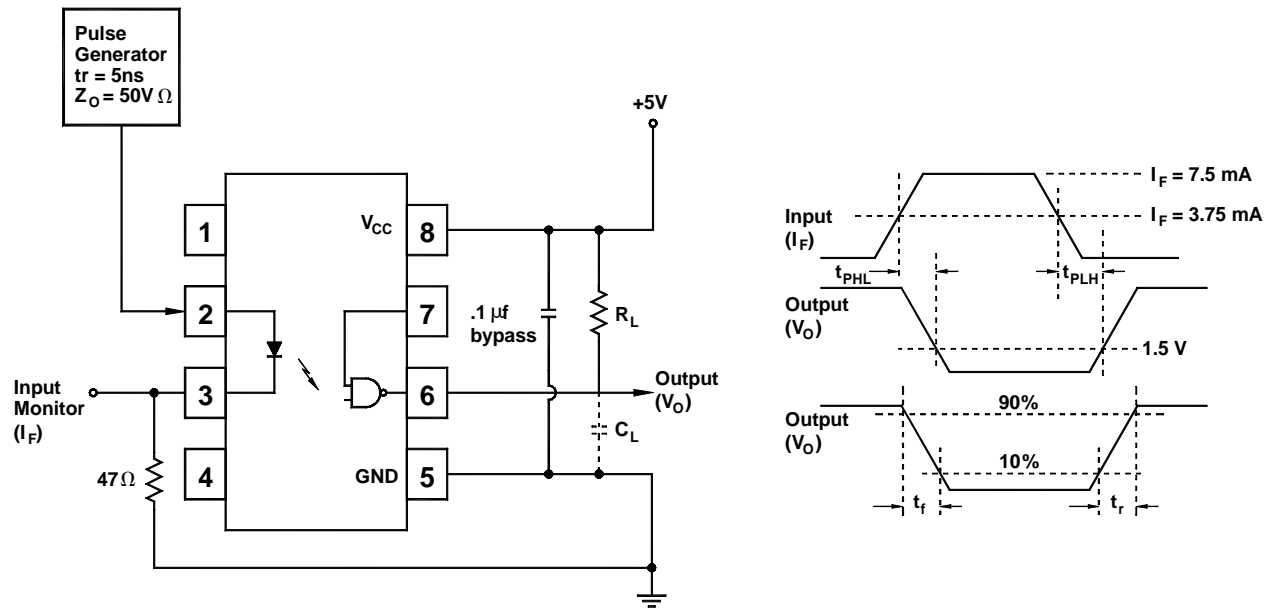 Pulse
Generator
tr = 5ns
Z_O = 50V Ω
+5V
1
V_CC 8
2
7
.1 μf
bypass
R_L
Input
Monitor
(I_F)
3
6
Output
(V_O)
C_L
47Ω
4
GND 5
Input
(I_F)
I_F = 7.5 mA
I_F = 3.75 mA
t_PHL
t_PLH
Output
(V_O)
1.5 V
Output
(V_O)
90%
10%
t_f
t_r